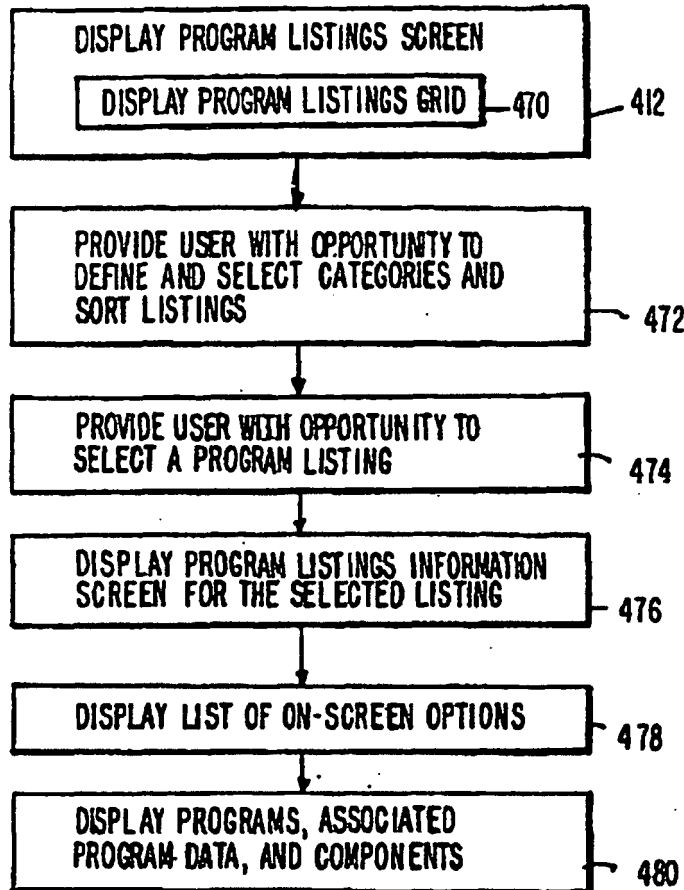 DISPLAY PROGRAM LISTINGS SCREEN
DISPLAY PROGRAM LISTINGS GRID 470
412
PROVIDE USER WITH OPPORTUNITY TO
DEFINE AND SELECT CATEGORIES AND
SORT LISTINGS
472
PROVIDE USER WITH OPPORTUNITY TO
SELECT A PROGRAM LISTING
474
DISPLAY PROGRAM LISTINGS INFORMATION
SCREEN FOR THE SELECTED LISTING
476
DISPLAY LIST OF ON-SCREEN OPTIONS
478
DISPLAY PROGRAMS, ASSOCIATED
PROGRAM DATA, AND COMPONENTS
480